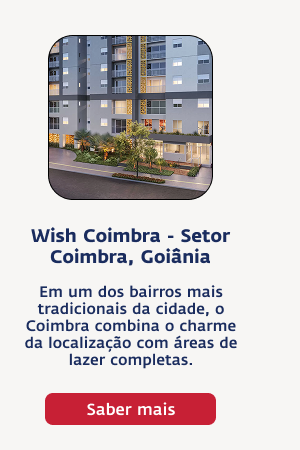 Wish Coimbra - Setor
Coimbra, Goiânia
Em um dos bairros mais
tradicionais da cidade, o
Coimbra combina o charme
da localização com áreas de
lazer completas.
Saber mais